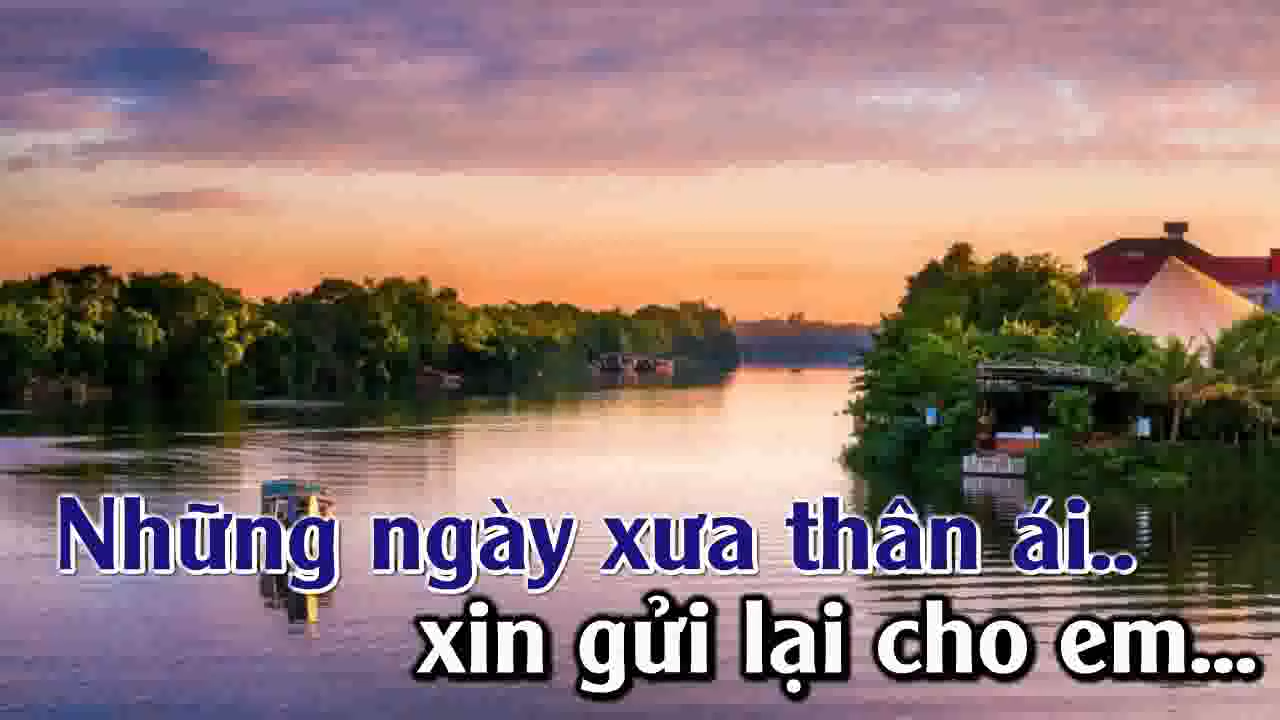 Những ngày xưa thân ái..
xin gửi lại cho em...